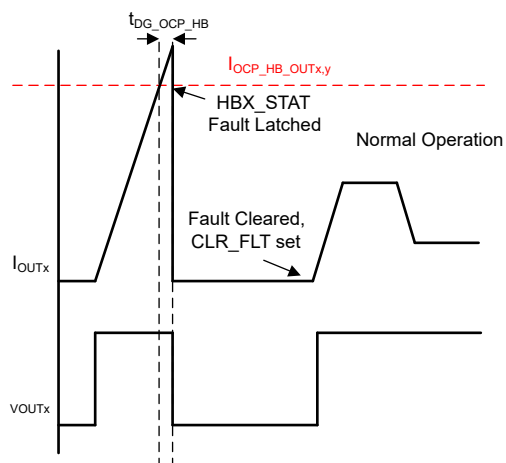 tDG_OCP_HB
IOCP_HB_OUTx,y
HBX_STAT
Fault Latched
Normal Operation
Fault Cleared,
CLR_FLT set
IOUTx
VOUTx